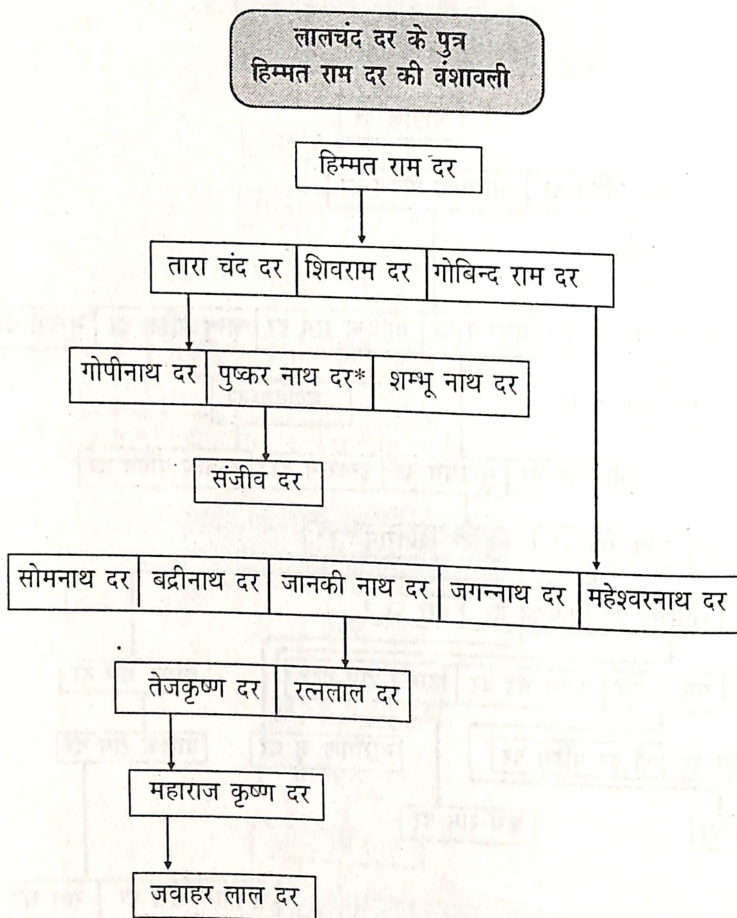 लालचंद दर के पुत्र
हिम्मत राम दर की वंशावली
हिम्मत राम दर
तारा चंद दर शिवराम दर गोबिन्द राम दर
गोपीनाथ दर पुष्कर नाथ दर* शम्भू नाथ दर
संजीव दर
सोमनाथ दर बद्रीनाथ दर जानकी नाथ दर जगन्नाथ दर महेश्वरनाथ दर
तेजकृष्ण दर रत्नलाल दर
महाराज कृष्ण दर
जवाहर लाल दर